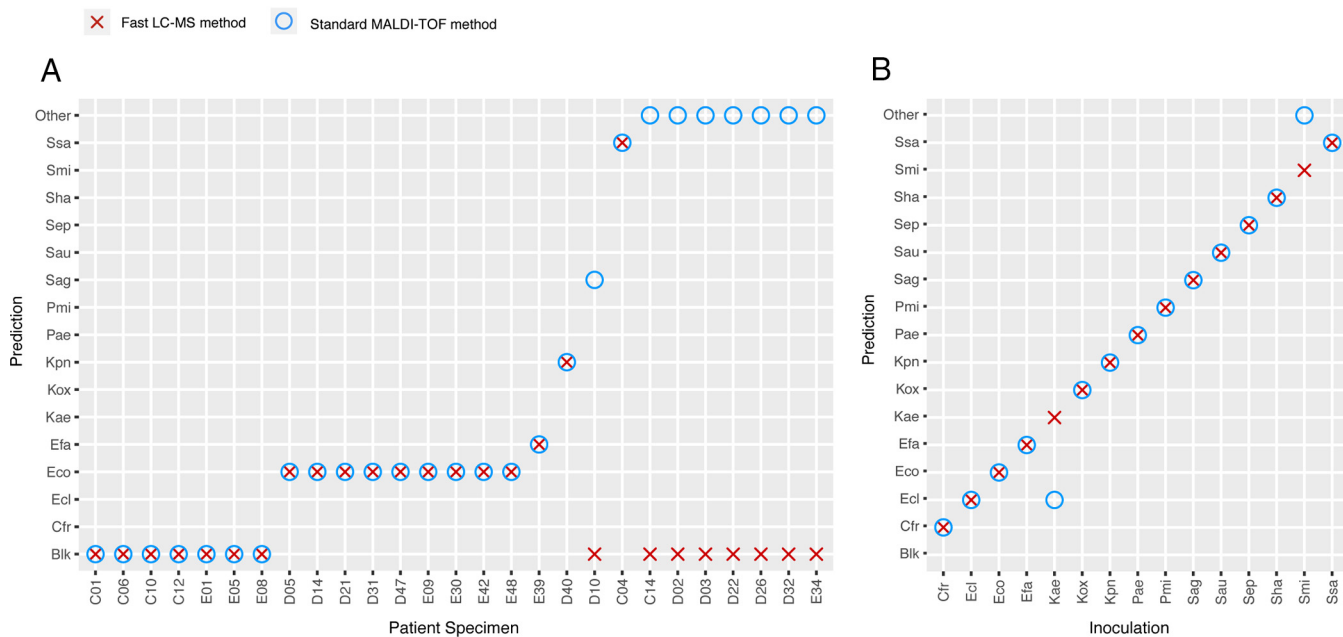 Fast LC-MS method Standard MALDI-TOF method
A
Prediction
Other
Ssa
Smi
Sha
Sep
Sau
Sag
Pmi
Pae
Kpn
Kox
Kae
Efa
Eco
Ecl
Cfr
Blk
C01 C06 C10 C12 E01 E05 E08 D05 D14 D21 D31 D47 E09 E30 E42 E48 E39 D40 D10 C04 C14 D02 D03 D22 D26 D32 E34
Patient Specimen
B
Prediction
Other
Ssa
Smi
Sha
Sep
Sau
Sag
Pmi
Pae
Kpn
Kox
Kae
Efa
Eco
Ecl
Cfr
Blk
Cfr Ecl Eco Efa Kae Kox Kpn Pae Pmi Sag Sau Sep Sha Smi Ssa
Inoculation